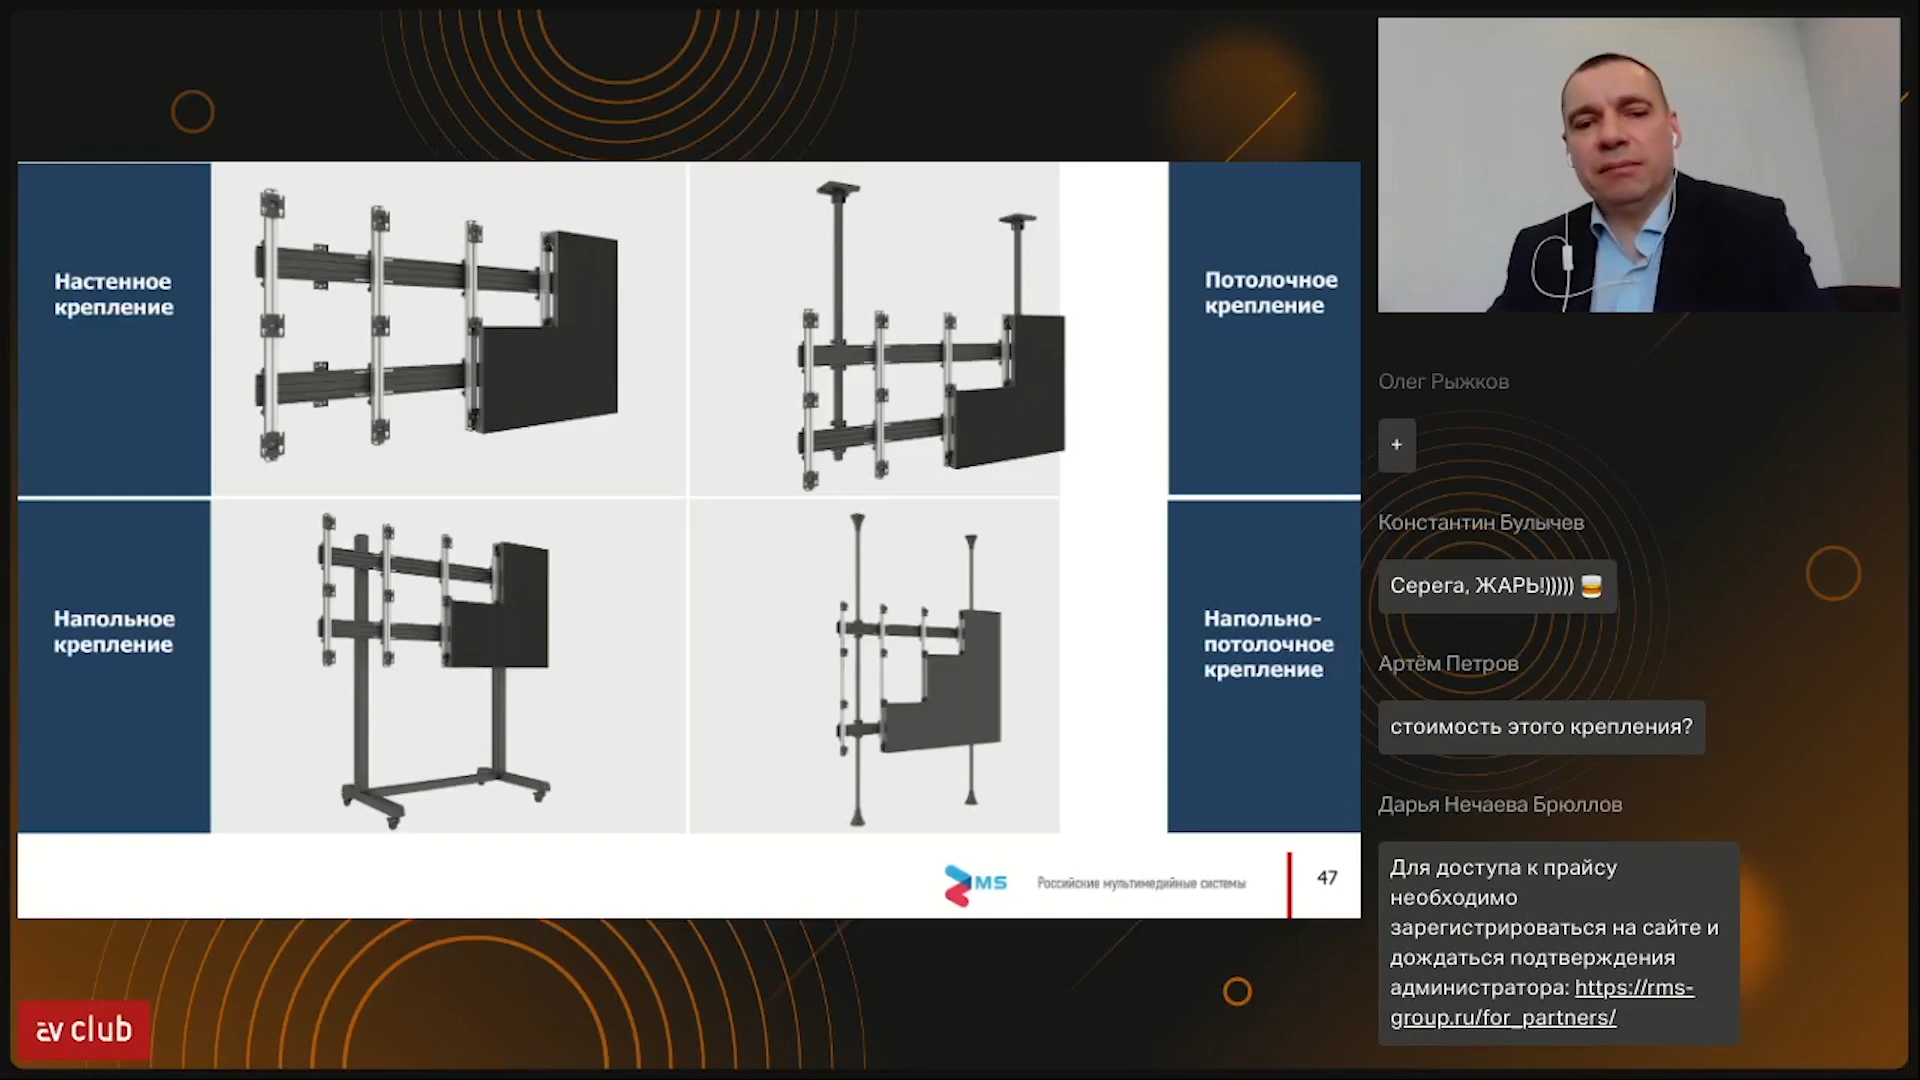 Настенное
крепление
Потолочное
крепление
Напольное
крепление
Напольно-
потолочное
крепление
MS
Российские мультимедийные системы
47
av club
Олег Рыжков
+
Константин Булычев
Серега, ЖАРЬ!))))) 🥃
Артём Петров
стоимость этого крепления?
Дарья Нечаева Брюллов
Для доступа к прайсу
необходимо
зарегистрироваться на сайте и
дождаться подтверждения
администратора: https://rms-
group.ru/for_partners/